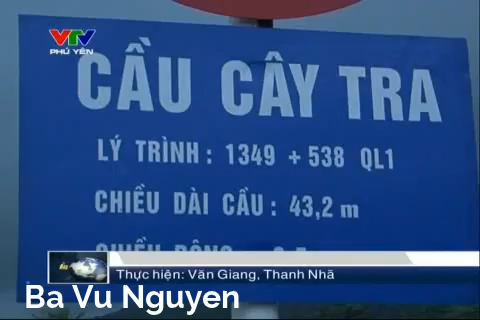 VTV
PHÚ YÊN
CẦU CÂY TRA
LÝ TRÌNH : 1349 + 538 QL1
CHIỀU DÀI CẦU : 43,2 m
Thực hiện: Văn Giang, Thanh Nhã
Ba Vu Nguyen